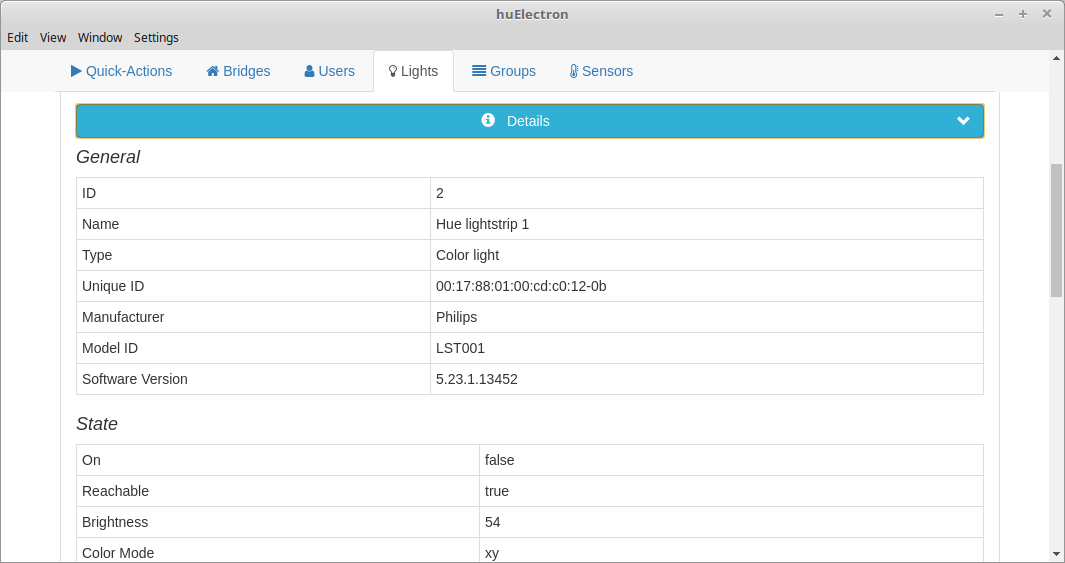 huElectron
Edit View Window Settings
Quick-Actions Bridges Users Lights Groups Sensors
Details
General
ID 2
Name Hue lightstrip 1
Type Color light
Unique ID 00:17:88:01:00:cd:c0:12-0b
Manufacturer Philips
Model ID LST001
Software Version 5.23.1.13452
State
On false
Reachable true
Brightness 54
Color Mode xy